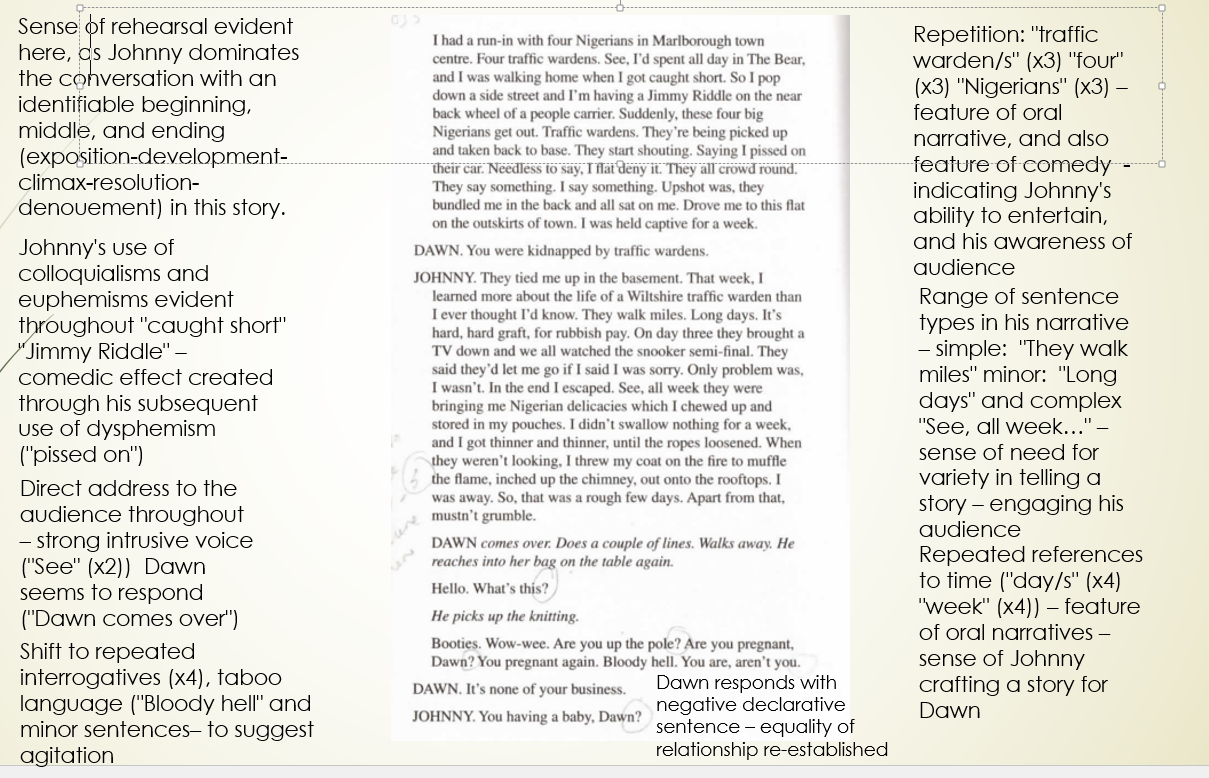 Sense of rehearsal evident
here, as Johnny dominates
the conversation with an
identifiable beginning,
middle, and ending
(exposition-development-
climax-resolution-
denouement) in this story.
Johnny's use of
colloquialisms and
euphemisms evident
throughout "caught short"
"Jimmy Riddle" –
comedic effect created
through his subsequent
use of dysphemism
("pissed on")
Direct address to the
audience throughout
– strong intrusive voice
("See" (x2)) Dawn
seems to respond
("Dawn comes over")
Shift to repeated
interrogatives (x4), taboo
language ("Bloody hell" and
minor sentences– to suggest
agitation
I had a run-in with four Nigerians in Marlborough town
centre. Four traffic wardens. See, I'd spent all day in The Bear,
and I was walking home when I got caught short. So I pop
down a side street and I'm having a Jimmy Riddle on the near
back wheel of a people carrier. Suddenly, these four big
Nigerians get out. Traffic wardens. They're being picked up
and taken back to base. They start shouting. Saying I pissed on
their car. Needless to say, I flat deny it. They all crowd round.
They say something. I say something. Upshot was, they
bundled me in the back and all sat on me. Drove me to this flat
on the outskirts of town. I was held captive for a week.
DAWN. You were kidnapped by traffic wardens.
JOHNNY. They tied me up in the basement. That week, I
learned more about the life of a Wiltshire traffic warden than
I ever thought I'd know. They walk miles. Long days. It's
hard, hard graft, for rubbish pay. On day three they brought a
TV down and we all watched the snooker semi-final. They
said they'd let me go if I said I was sorry. Only problem was,
I wasn't. In the end I escaped. See, all week they were
bringing me Nigerian delicacies which I chewed up and
stored in my pouches. I didn't swallow nothing for a week,
and I got thinner and thinner, until the ropes loosened. When
they weren't looking, I threw my coat on the fire to muffle
the flame, inched up the chimney, out onto the rooftops. I
was away. So, that was a rough few days. Apart from that,
mustn't grumble.
DAWN comes over. Does a couple of lines. Walks away. He
reaches into her bag on the table again.
Hello. What's this?
He picks up the knitting.
Booties. Wow-wee. Are you up the pole? Are you pregnant,
Dawn? You pregnant again. Bloody hell. You are, aren't you.
DAWN. It's none of your business.
JOHNNY. You having a baby, Dawn?
Dawn responds with
negative declarative
sentence – equality of
relationship re-established
Repetition: "traffic
warden/s" (x3) "four"
(x3) "Nigerians" (x3) –
feature of oral
narrative, and also
feature of comedy -
indicating Johnny's
ability to entertain,
and his awareness of
audience
Range of sentence
types in his narrative
– simple: "They walk
miles" minor: "Long
days" and complex
"See, all week…" –
sense of need for
variety in telling a
story – engaging his
audience
Repeated references
to time ("day/s" (x4)
"week" (x4)) – feature
of oral narratives –
sense of Johnny
crafting a story for
Dawn